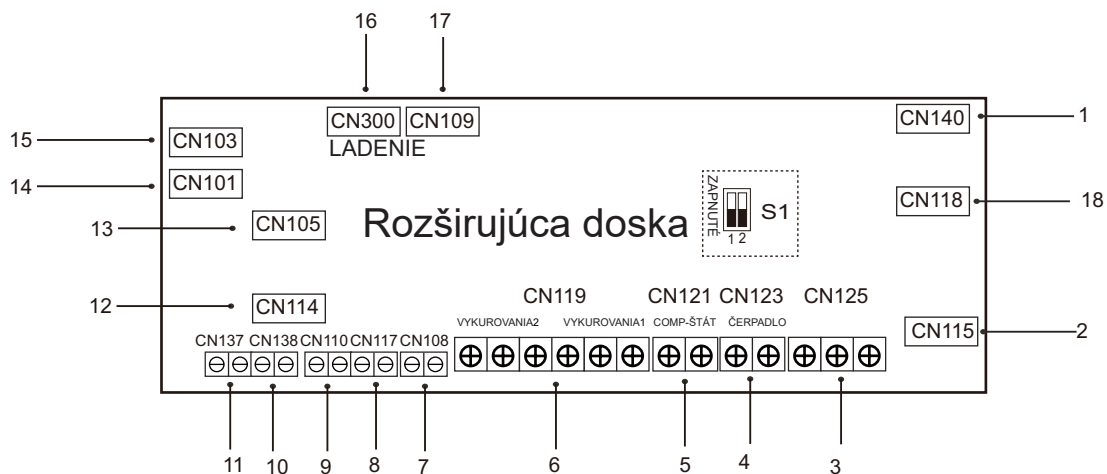 16 17
CN300 CN109 CN140 1
15 CN103 LADENIE
14 CN101 ZAPNUTÉ S1 CN118 18
1 2
13 CN105 Rozširujúca doska
12 CN114 CN119 CN121 CN123 CN125
VYKUROVANIA2 VYKUROVANIA1 COMP-ŠTÁT ČERPADLO CN115 2
CN137 CN138 CN110 CN117 CN108
11 10 9 8 7 6 5 4 3